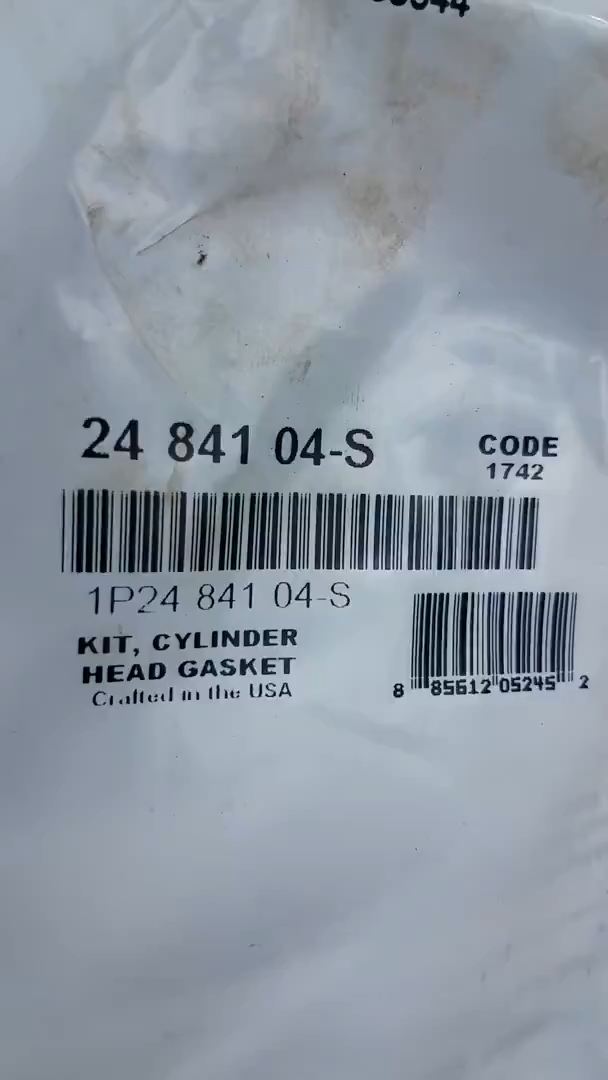 24 841 04-S
CODE
1742
1P24 841 04-S
KIT, CYLINDER
HEAD GASKET
Crafted in the USA
8 85612 05245 2